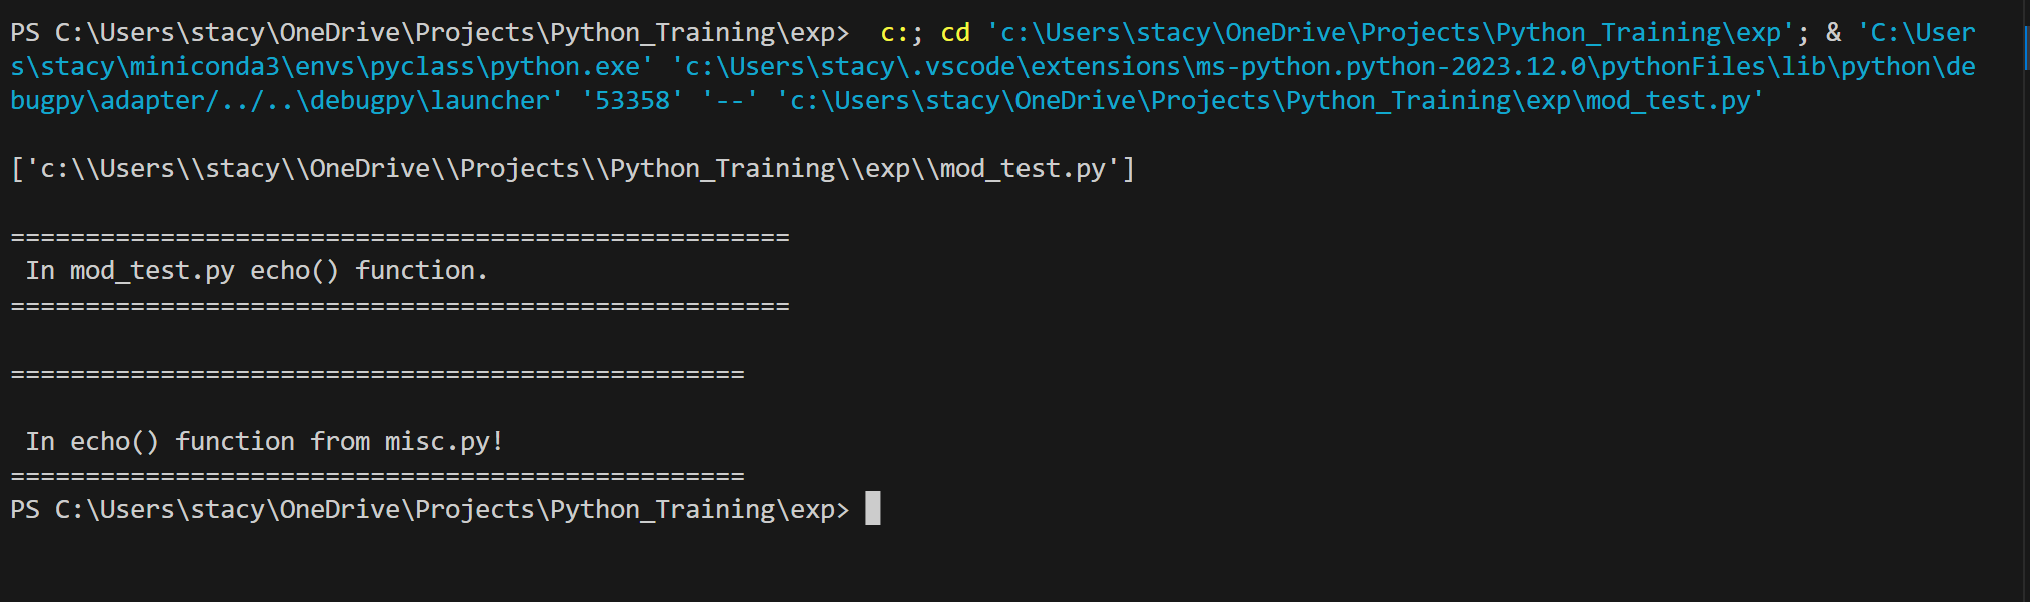 PS C:\Users\stacy\OneDrive\Projects\Python_Training\exp>  c:; cd 'c:\Users\stacy\OneDrive\Projects\Python_Training\exp'; & 'C:\User
s\stacy\miniconda3\envs\pyclass\python.exe' 'c:\Users\stacy\.vscode\extensions\ms-python.python-2023.12.0\pythonFiles\lib\python\de
bugpy\adapter/../..\debugpy\launcher' '53358' '--' 'c:\Users\stacy\OneDrive\Projects\Python_Training\exp\mod_test.py'
['c:\\Users\\stacy\\OneDrive\\Projects\\Python_Training\\exp\\mod_test.py']
====================================================
 In mod_test.py echo() function.
====================================================
=================================================
 In echo() function from misc.py!
=================================================
PS C:\Users\stacy\OneDrive\Projects\Python_Training\exp>